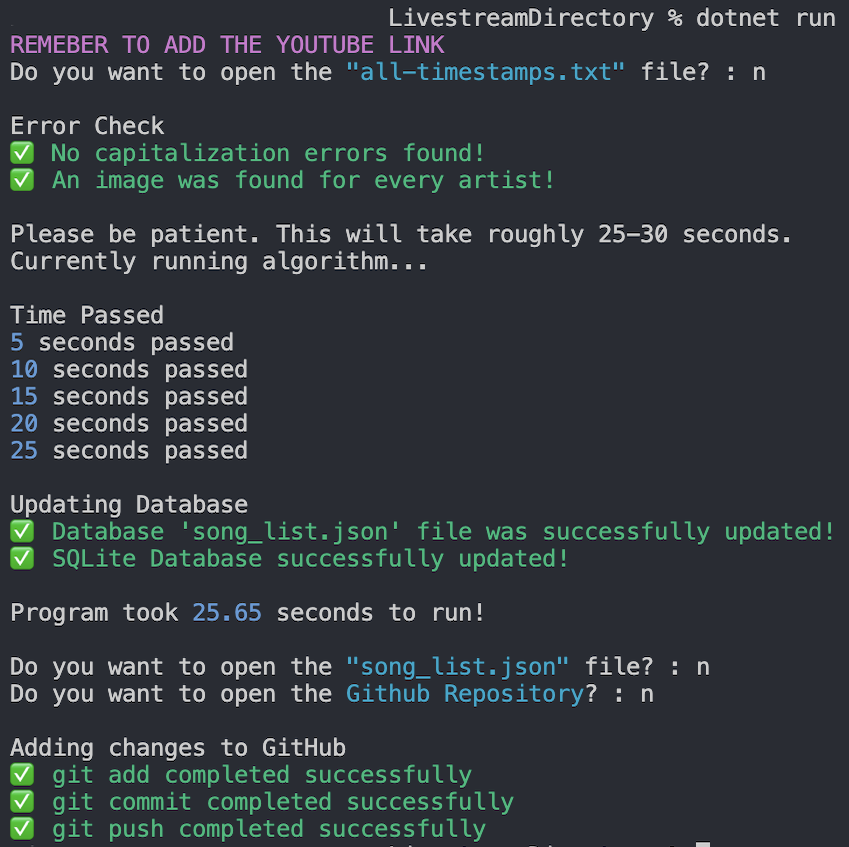 LivestreamDirectory % dotnet run
REMEBER TO ADD THE YOUTUBE LINK
Do you want to open the "all-timestamps.txt" file? : n
Error Check
✅ No capitalization errors found!
✅ An image was found for every artist!
Please be patient. This will take roughly 25-30 seconds.
Currently running algorithm...
Time Passed
5 seconds passed
10 seconds passed
15 seconds passed
20 seconds passed
25 seconds passed
Updating Database
✅ Database 'song_list.json' file was successfully updated!
✅ SQLite Database successfully updated!
Program took 25.65 seconds to run!
Do you want to open the "song_list.json" file? : n
Do you want to open the Github Repository? : n
Adding changes to GitHub
✅ git add completed successfully
✅ git commit completed successfully
✅ git push completed successfully